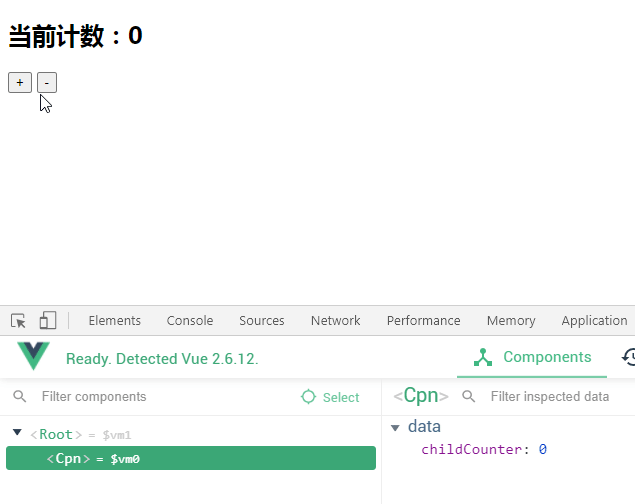 当前计数：0
+ -
Elements Console Sources Network Performance Memory Application
Ready. Detected Vue 2.6.12. Components
Filter components Select <Cpn> Filter inspected data
<Root> = $vm1
<Cpn> = $vm0
data
childCounter: 0